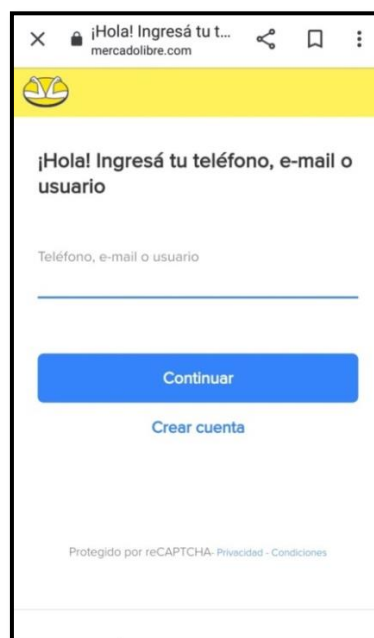 ¡Hola! Ingresá tu t...
mercadolibre.com
¡Hola! Ingresá tu teléfono, e-mail o
usuario
Teléfono, e-mail o usuario
Continuar
Crear cuenta
Protegido por reCAPTCHA- Privacidad - Condiciones